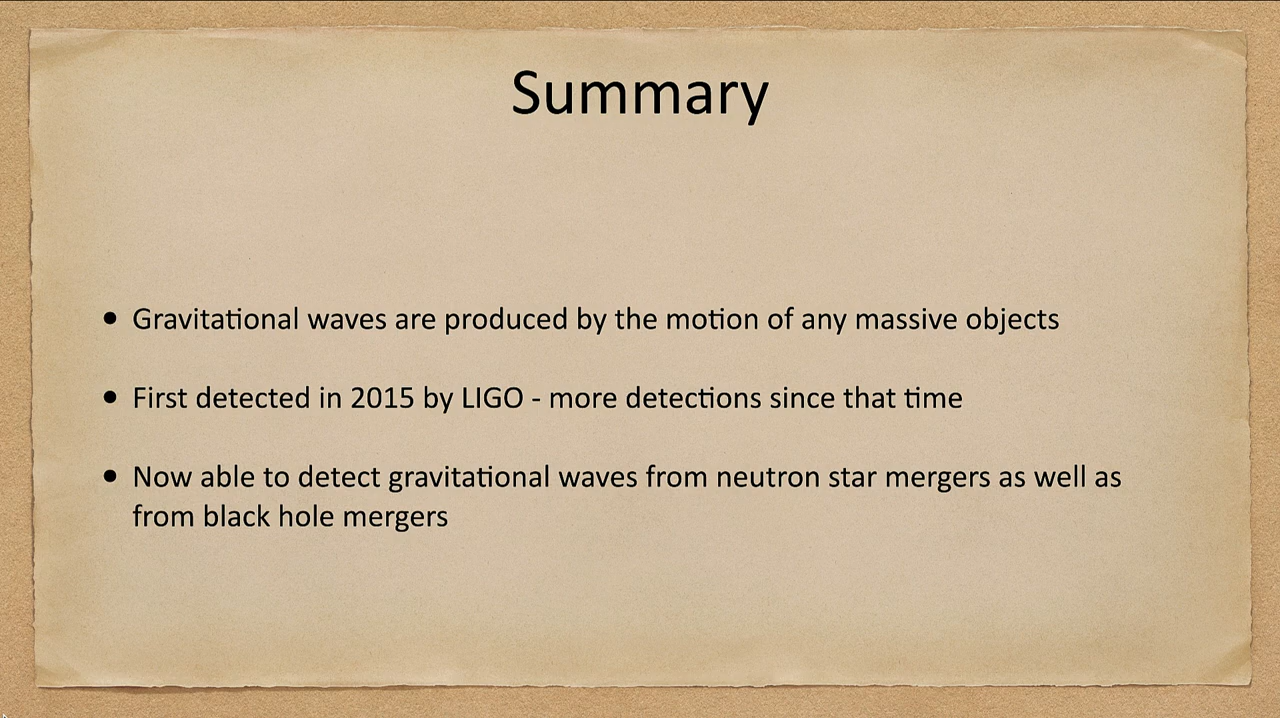 Summary
• Gravitational waves are produced by the motion of any massive objects
• First detected in 2015 by LIGO - more detections since that time
• Now able to detect gravitational waves from neutron star mergers as well as
from black hole mergers